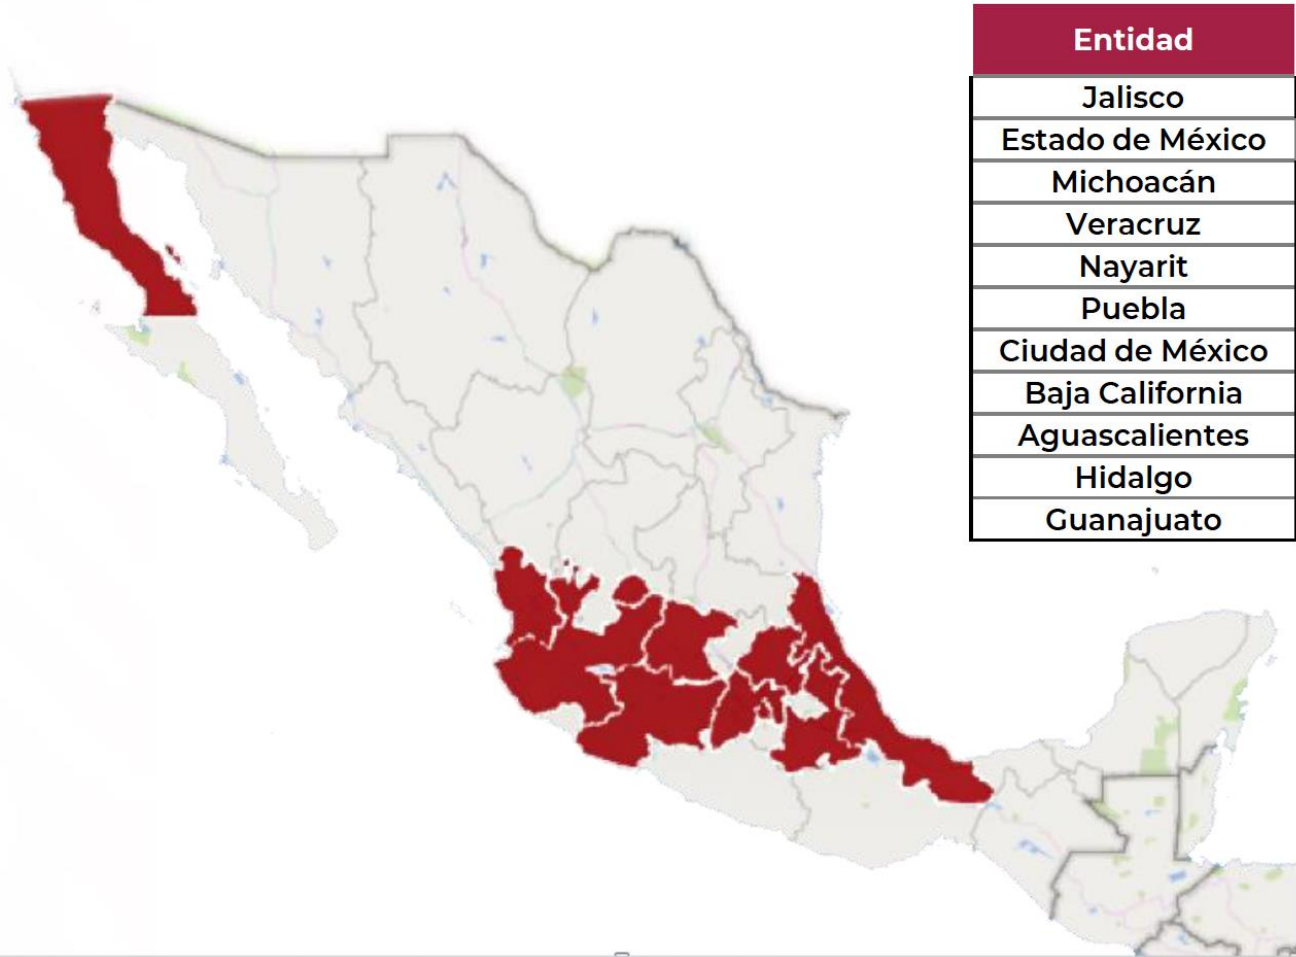 Entidad
Jalisco
Estado de México
Michoacán
Veracruz
Nayarit
Puebla
Ciudad de México
Baja California
Aguascalientes
Hidalgo
Guanajuato